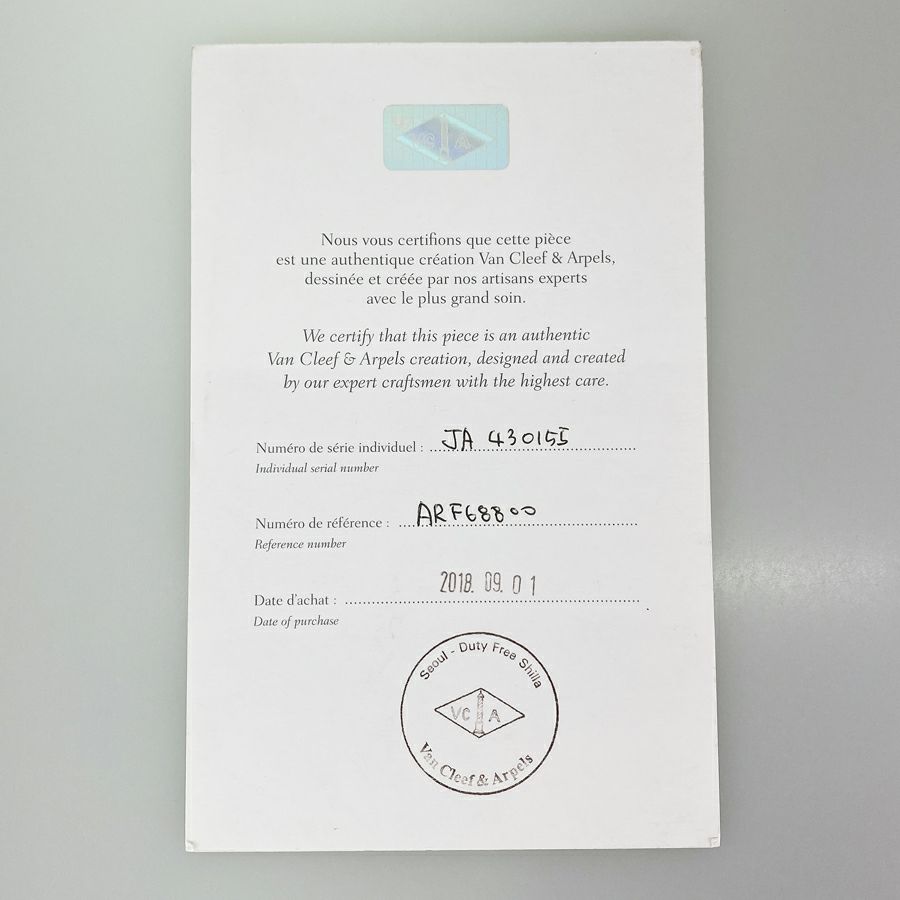 VC A
Nous vous certifions que cette pièce
est une authentique création Van Cleef & Arpels,
dessinée et créée par nos artisans experts
avec le plus grand soin.
We certify that this piece is an authentic
Van Cleef & Arpels creation, designed and created
by our expert craftsmen with the highest care.
Numéro de série individuel : JA 430155
Individual serial number
Numéro de référence : ARF68800
Reference number
Date d'achat : 2018. 09. 01
Date of purchase
Seoul - Duty Free Shilla
VC A
Van Cleef & Arpels